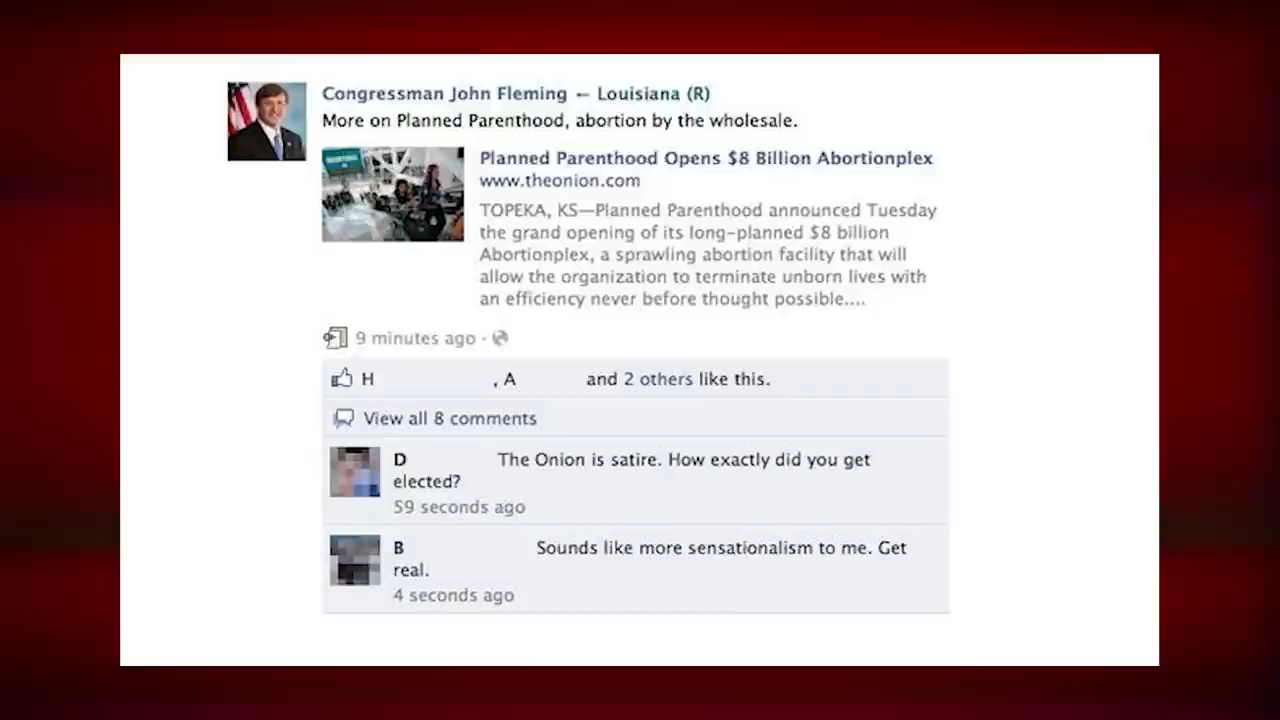 Congressman John Fleming – Louisiana (R)
More on Planned Parenthood, abortion by the wholesale.
Planned Parenthood Opens $8 Billion Abortionplex
www.theonion.com
TOPEKA, KS—Planned Parenthood announced Tuesday
the grand opening of its long-planned $8 billion
Abortionplex, a sprawling abortion facility that will
allow the organization to terminate unborn lives with
an efficiency never before thought possible....
9 minutes ago ·
H , A and 2 others like this.
View all 8 comments
D The Onion is satire. How exactly did you get
elected?
59 seconds ago
B Sounds like more sensationalism to me. Get
real.
4 seconds ago